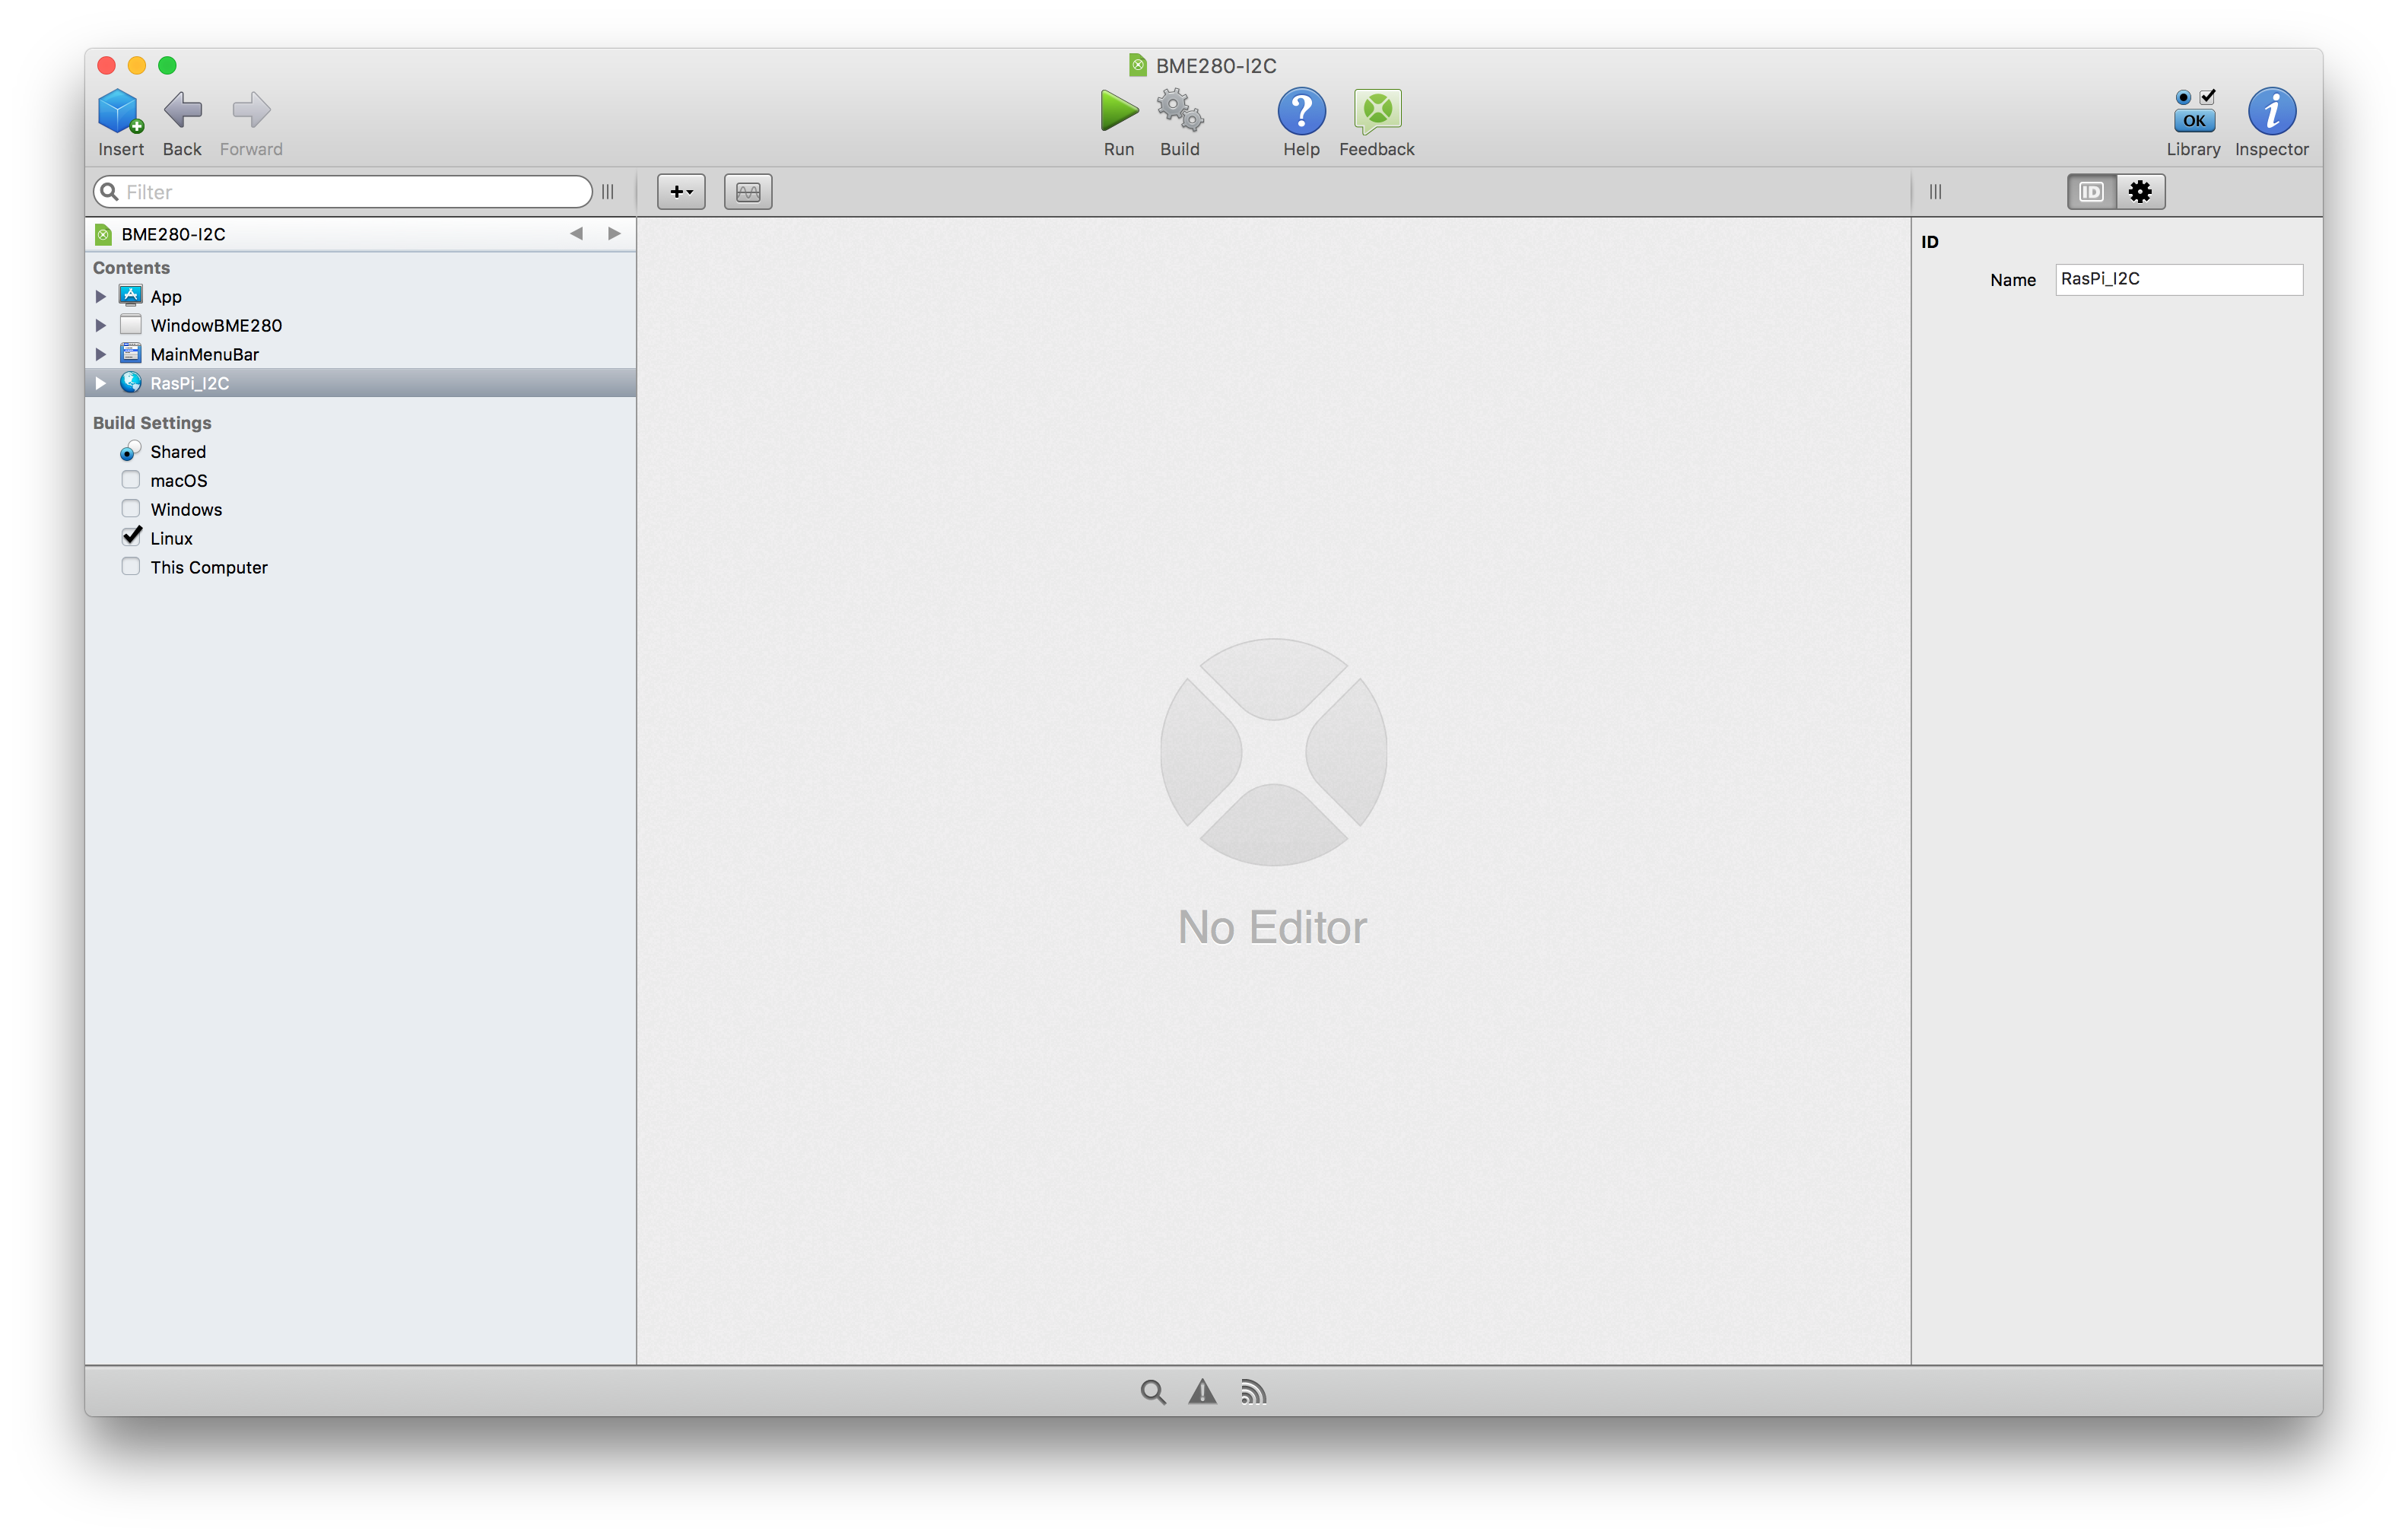 BME280-I2C
Insert Back Forward Run Build Help Feedback OK Library Inspector
Filter ID
BME280-I2C
Contents
App
WindowBME280
MainMenuBar
RasPi_I2C
Build Settings
Shared
macOS
Windows
Linux
This Computer
No Editor
ID
Name RasPi_I2C